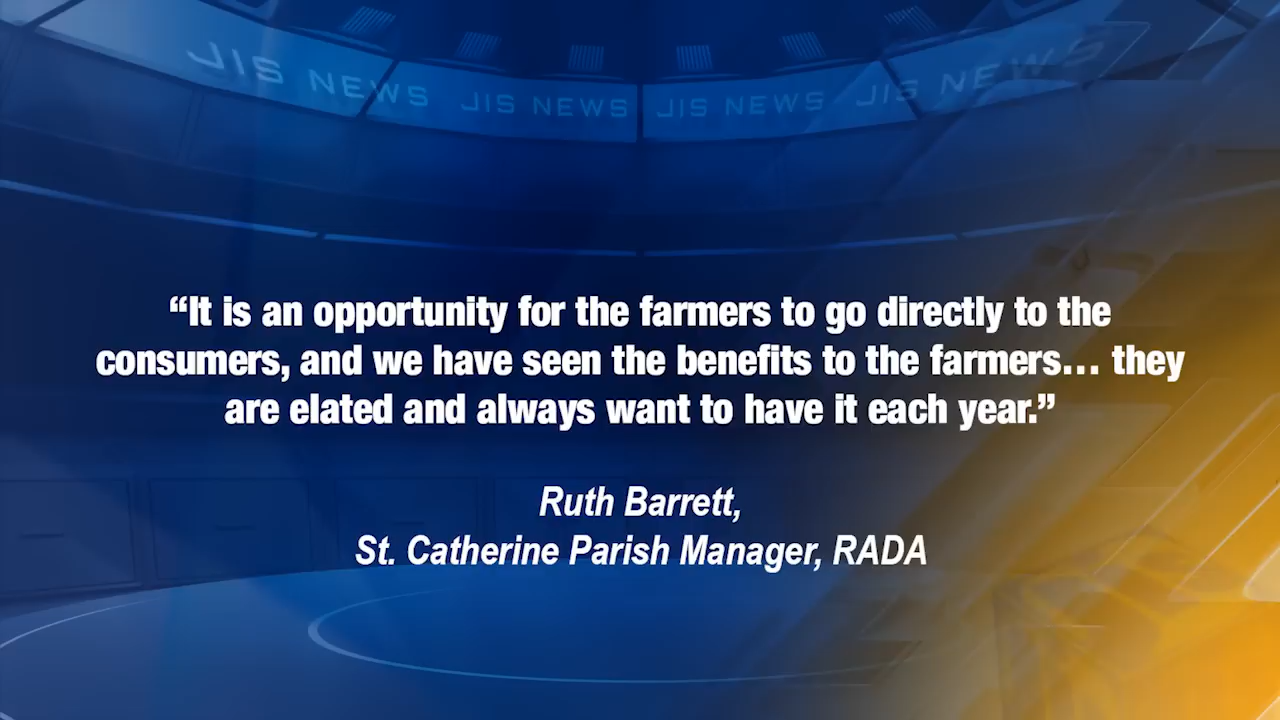 JIS NEWS JIS NEWS JIS NEWS JIS NEWS
“It is an opportunity for the farmers to go directly to the
consumers, and we have seen the benefits to the farmers… they
are elated and always want to have it each year.”
Ruth Barrett,
St. Catherine Parish Manager, RADA